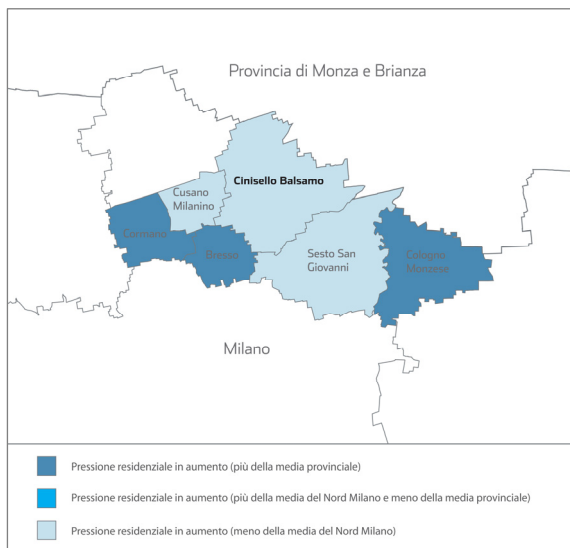 Provincia di Monza e Brianza
Cinisello Balsamo
Cusano
Milanino
Cormano
Bresso
Sesto San
Giovanni
Cologno
Monzese
Milano
Pressione residenziale in aumento (più della media provinciale)
Pressione residenziale in aumento (più della media del Nord Milano e meno della media provinciale)
Pressione residenziale in aumento (meno della media del Nord Milano)